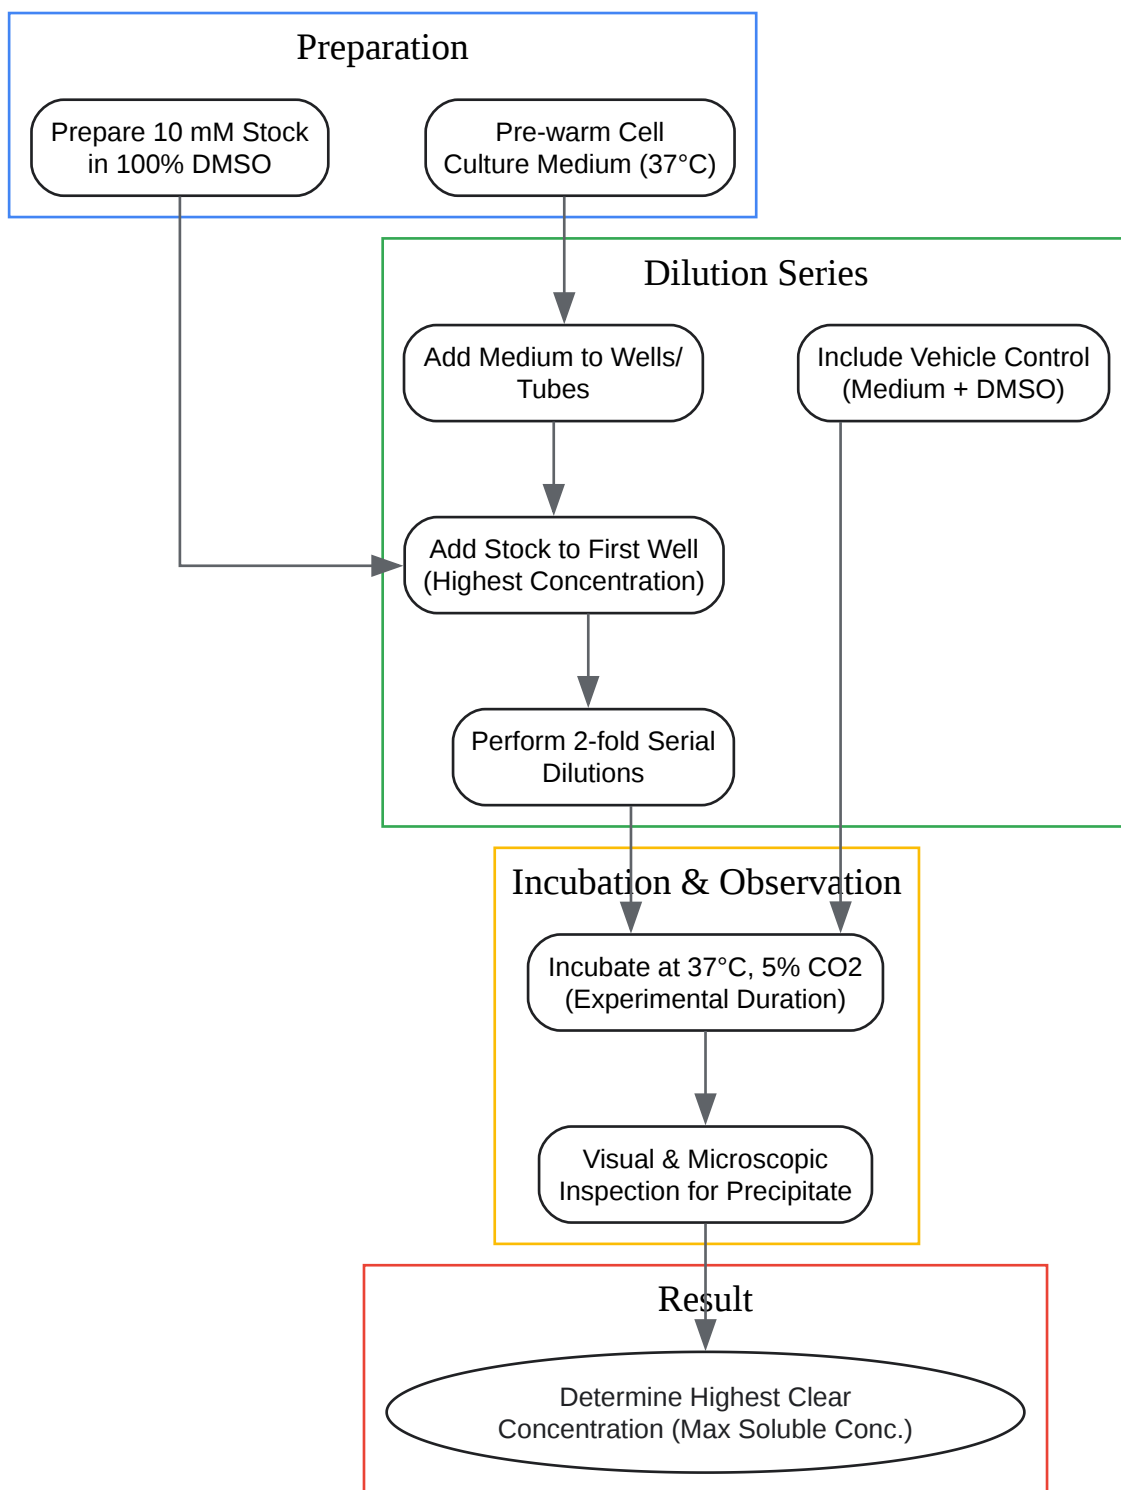 Preparation
Prepare 10 mM Stock
in 100% DMSO
Pre-warm Cell
Culture Medium (37°C)
Dilution Series
Add Medium to Wells/
Tubes
Include Vehicle Control
(Medium + DMSO)
Add Stock to First Well
(Highest Concentration)
Perform 2-fold Serial
Dilutions
Incubation & Observation
Incubate at 37°C, 5% CO2
(Experimental Duration)
Visual & Microscopic
Inspection for Precipitate
Result
Determine Highest Clear
Concentration (Max Soluble Conc.)